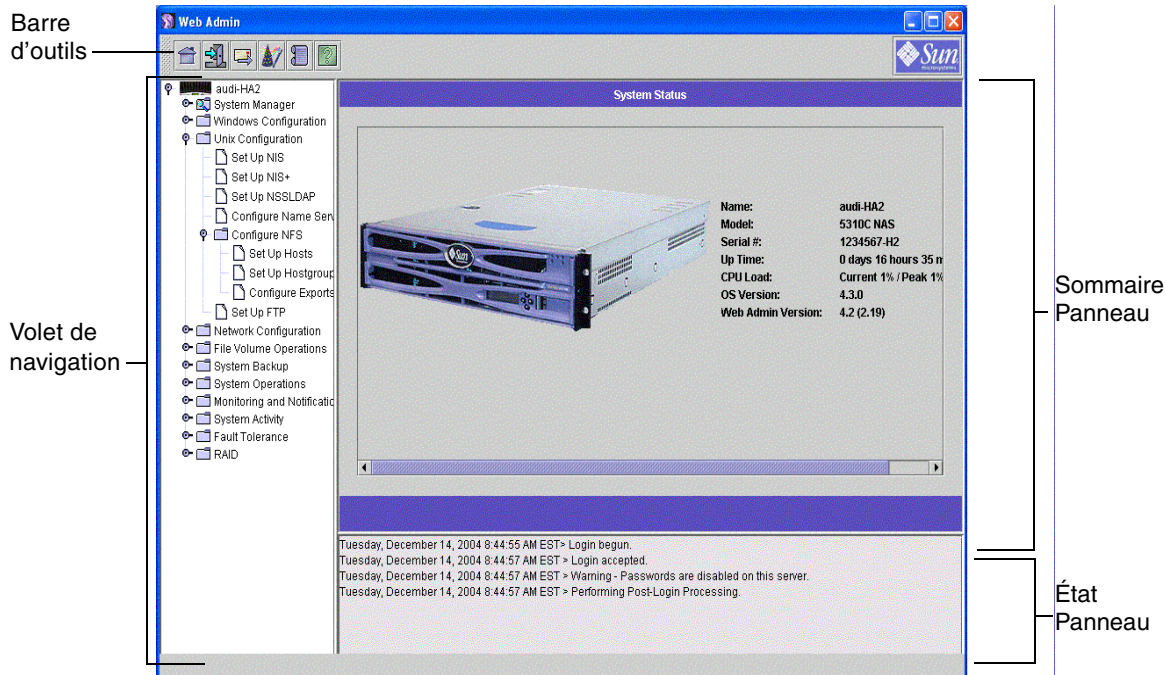 Barre
d'outils
Web Admin
Sun
microsystems
audi-HA2
System Manager
Windows Configuration
Unix Configuration
Set Up NIS
Set Up NIS+
Set Up NSSLDAP
Configure Name Serv
Configure NFS
Set Up Hosts
Set Up Hostgroup
Configure Exports
Set Up FTP
Network Configuration
File Volume Operations
System Backup
System Operations
Monitoring and Notificatio
System Activity
Fault Tolerance
RAID
Volet de
navigation
System Status
Sun
Name: audi-HA2
Model: 5310C NAS
Serial #: 1234567-H2
Up Time: 0 days 16 hours 35 m
CPU Load: Current 1% / Peak 1%
OS Version: 4.3.0
Web Admin Version: 4.2 (2.19)
Sommaire
Panneau
Tuesday, December 14, 2004 8:44:55 AM EST> Login begun.
Tuesday, December 14, 2004 8:44:57 AM EST > Login accepted.
Tuesday, December 14, 2004 8:44:57 AM EST > Warning - Passwords are disabled on this server.
Tuesday, December 14, 2004 8:44:57 AM EST > Performing Post-Login Processing.
État
Panneau